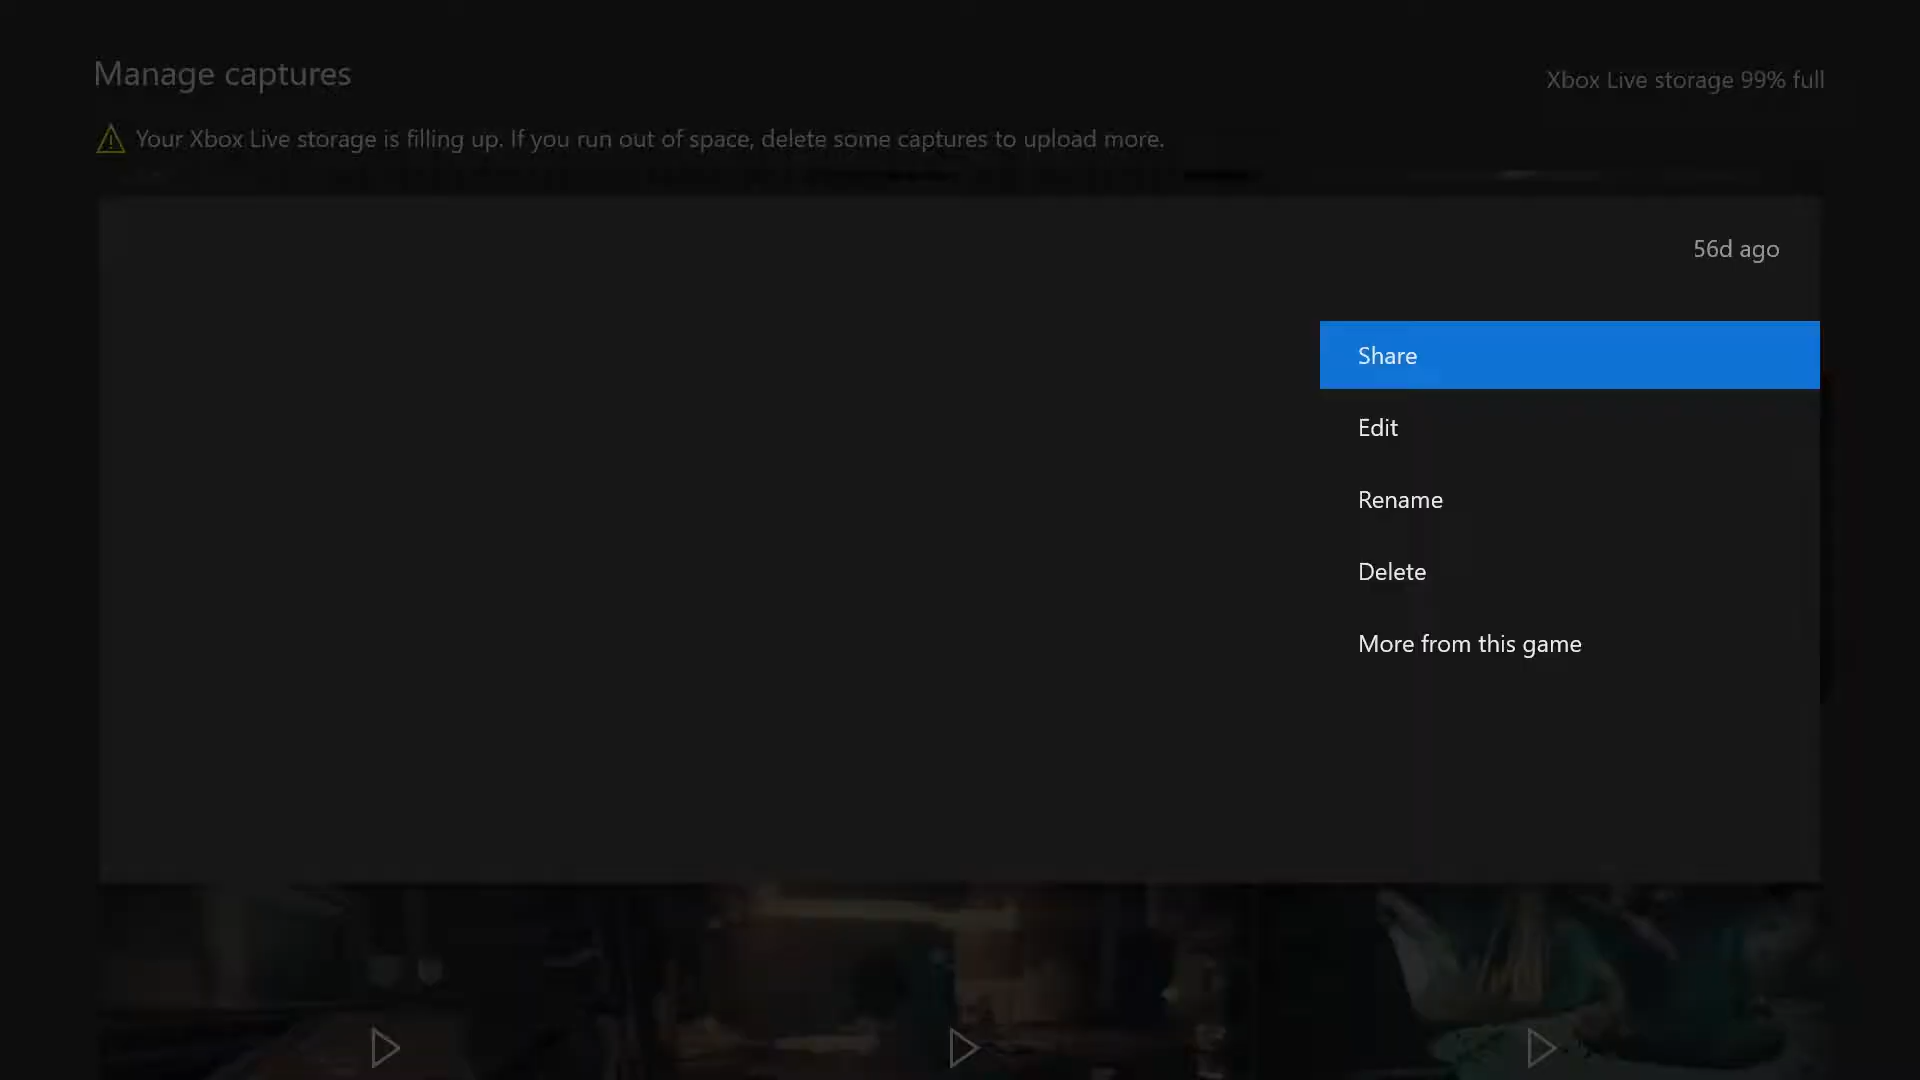 Manage captures
Xbox Live storage 99% full
Your Xbox Live storage is filling up. If you run out of space, delete some captures to upload more.
56d ago
Share
Edit
Rename
Delete
More from this game